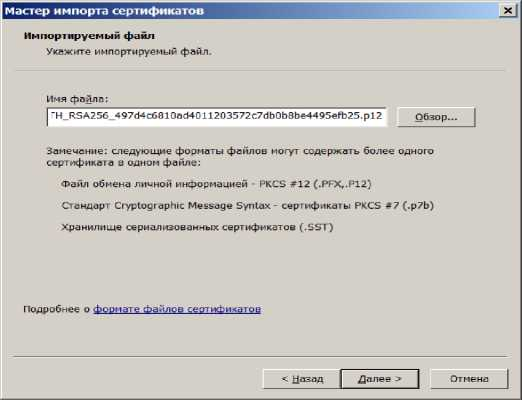 Мастер импорта сертификатов
Импортируемый файл
Укажите импортируемый файл.
Имя файла:
TH_RSA256_497d4c6810ad4011203572c7db0b8be4495efb25.p12
Обзор...
Замечание: следующие форматы файлов могут содержать более одного
сертификата в одном файле:
Файл обмена личной информацией - PKCS #12 (.PFX,.P12)
Стандарт Cryptographic Message Syntax - сертификаты PKCS #7 (.p7b)
Хранилище сериализованных сертификатов (.SST)
Подробнее о формате файлов сертификатов
< Назад
Далее >
Отмена